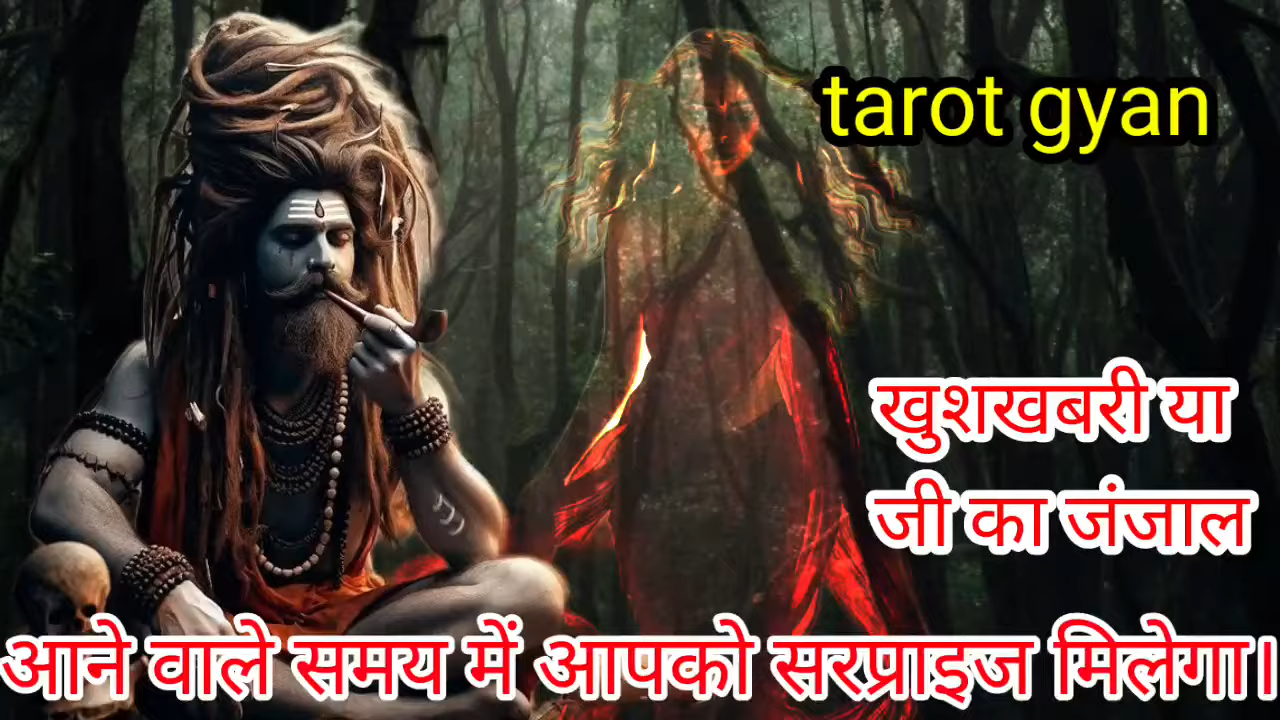 tarot gyan
खुशखबरी या
जी का जंजाल
आने वाले समय में आपको सरप्राइज मिलेगा।